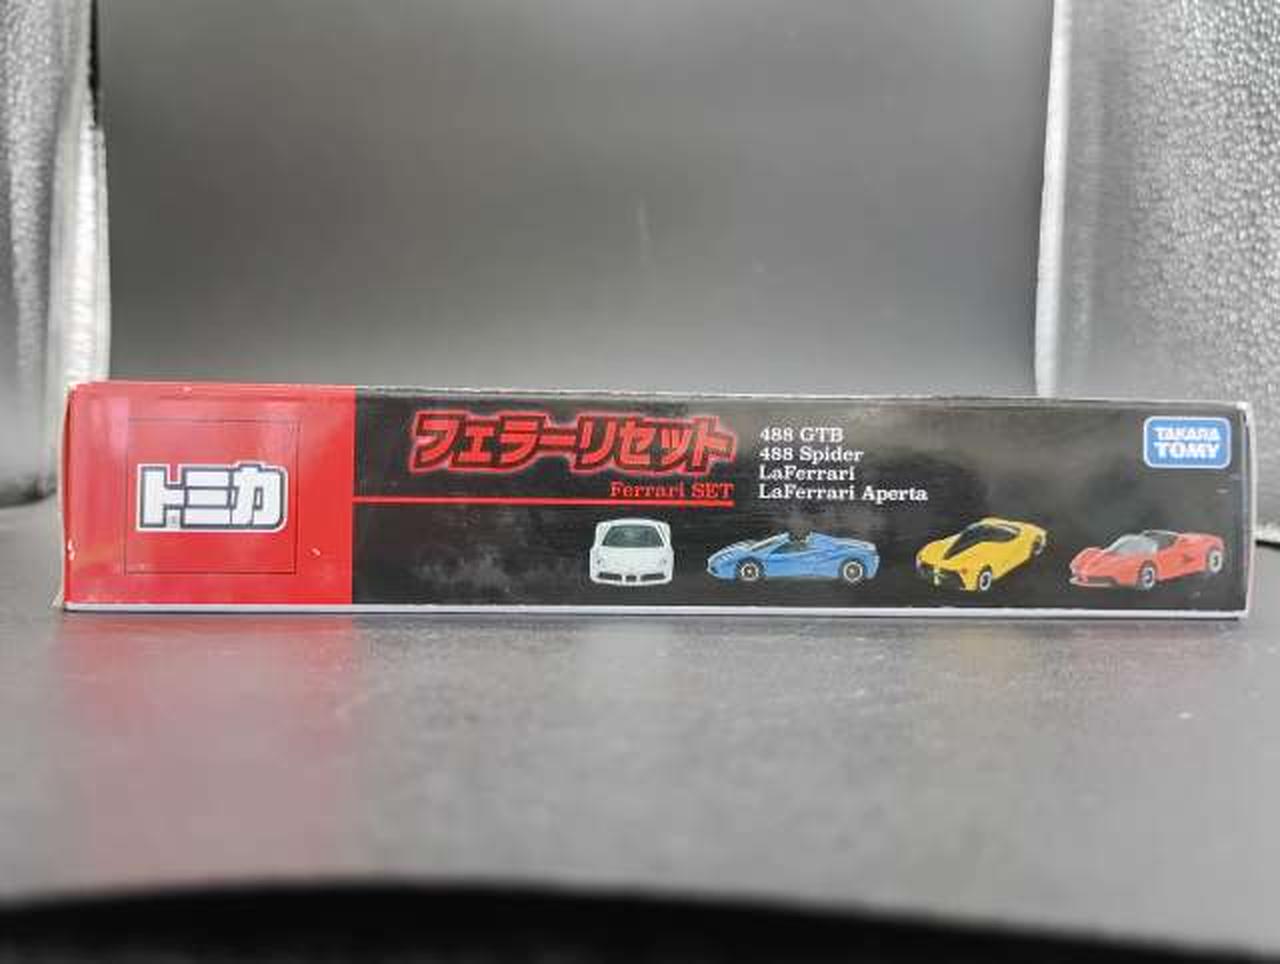 トミカ
フェラーリセット
Ferrari SET
488 GTB
488 Spider
LaFerrari
LaFerrari Aperta
TAKARA
TOMY